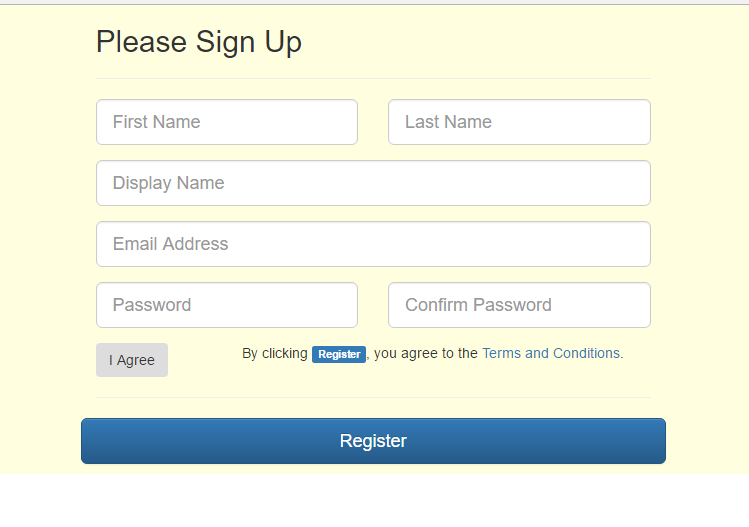 Please Sign Up
First Name Last Name
Display Name
Email Address
Password Confirm Password
I Agree By clicking Register, you agree to the Terms and Conditions.
Register